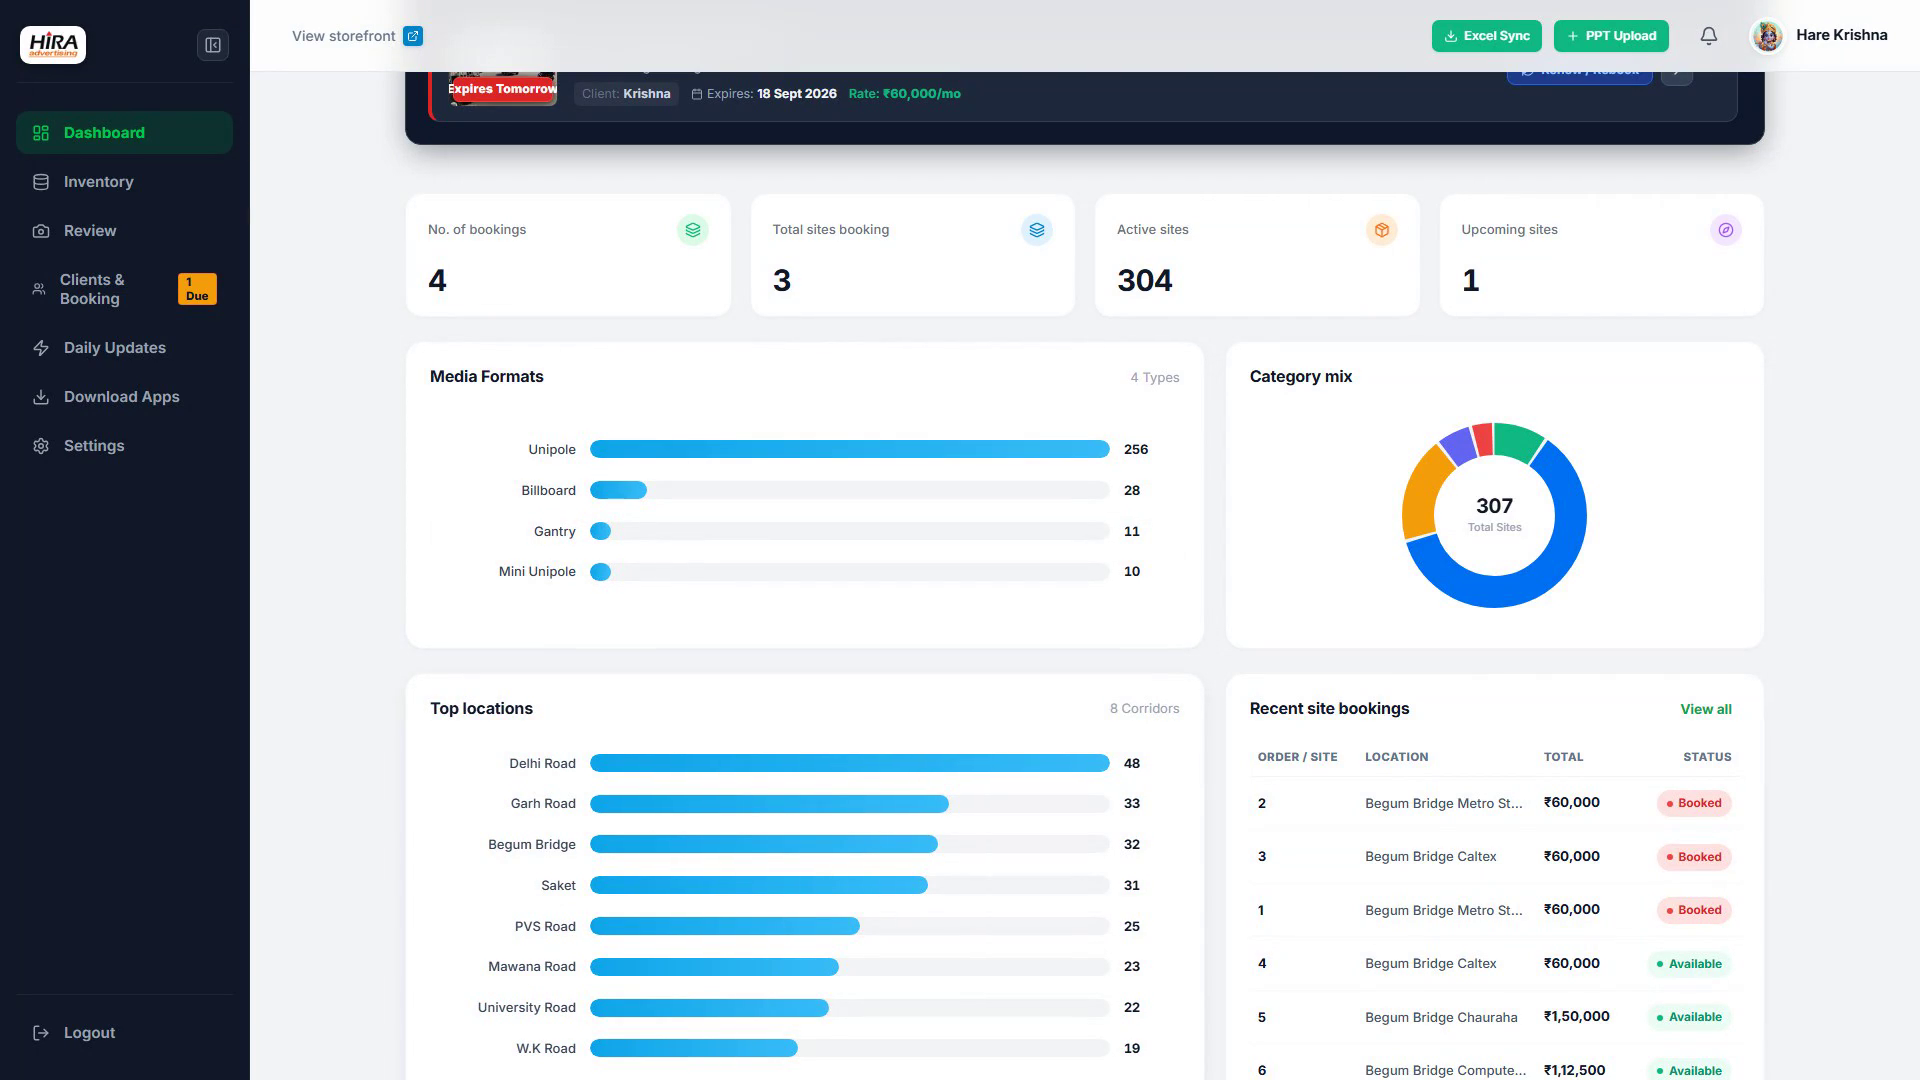 HIRA
advertising
View storefront
Excel Sync
PPT Upload
Hare Krishna
Dashboard
Inventory
Review
Clients & Booking
1 Due
Daily Updates
Download Apps
Settings
Logout
Expires Tomorrow
Client: Krishna
Expires: 18 Sept 2026
Rate: ₹60,000/mo
No. of bookings
4
Total sites booking
3
Active sites
304
Upcoming sites
1
Media Formats
4 Types
Unipole 256
Billboard 28
Gantry 11
Mini Unipole 10
Category mix
307
Total Sites
Top locations
8 Corridors
Delhi Road 48
Garh Road 33
Begum Bridge 32
Saket 31
PVS Road 25
Mawana Road 23
University Road 22
W.K Road 19
Recent site bookings
View all
ORDER / SITE LOCATION TOTAL STATUS
2 Begum Bridge Metro St... ₹60,000 Booked
3 Begum Bridge Caltex ₹60,000 Booked
1 Begum Bridge Metro St... ₹60,000 Booked
4 Begum Bridge Caltex ₹60,000 Available
5 Begum Bridge Chauraha ₹1,50,000 Available
6 Begum Bridge Compute... ₹1,12,500 Available